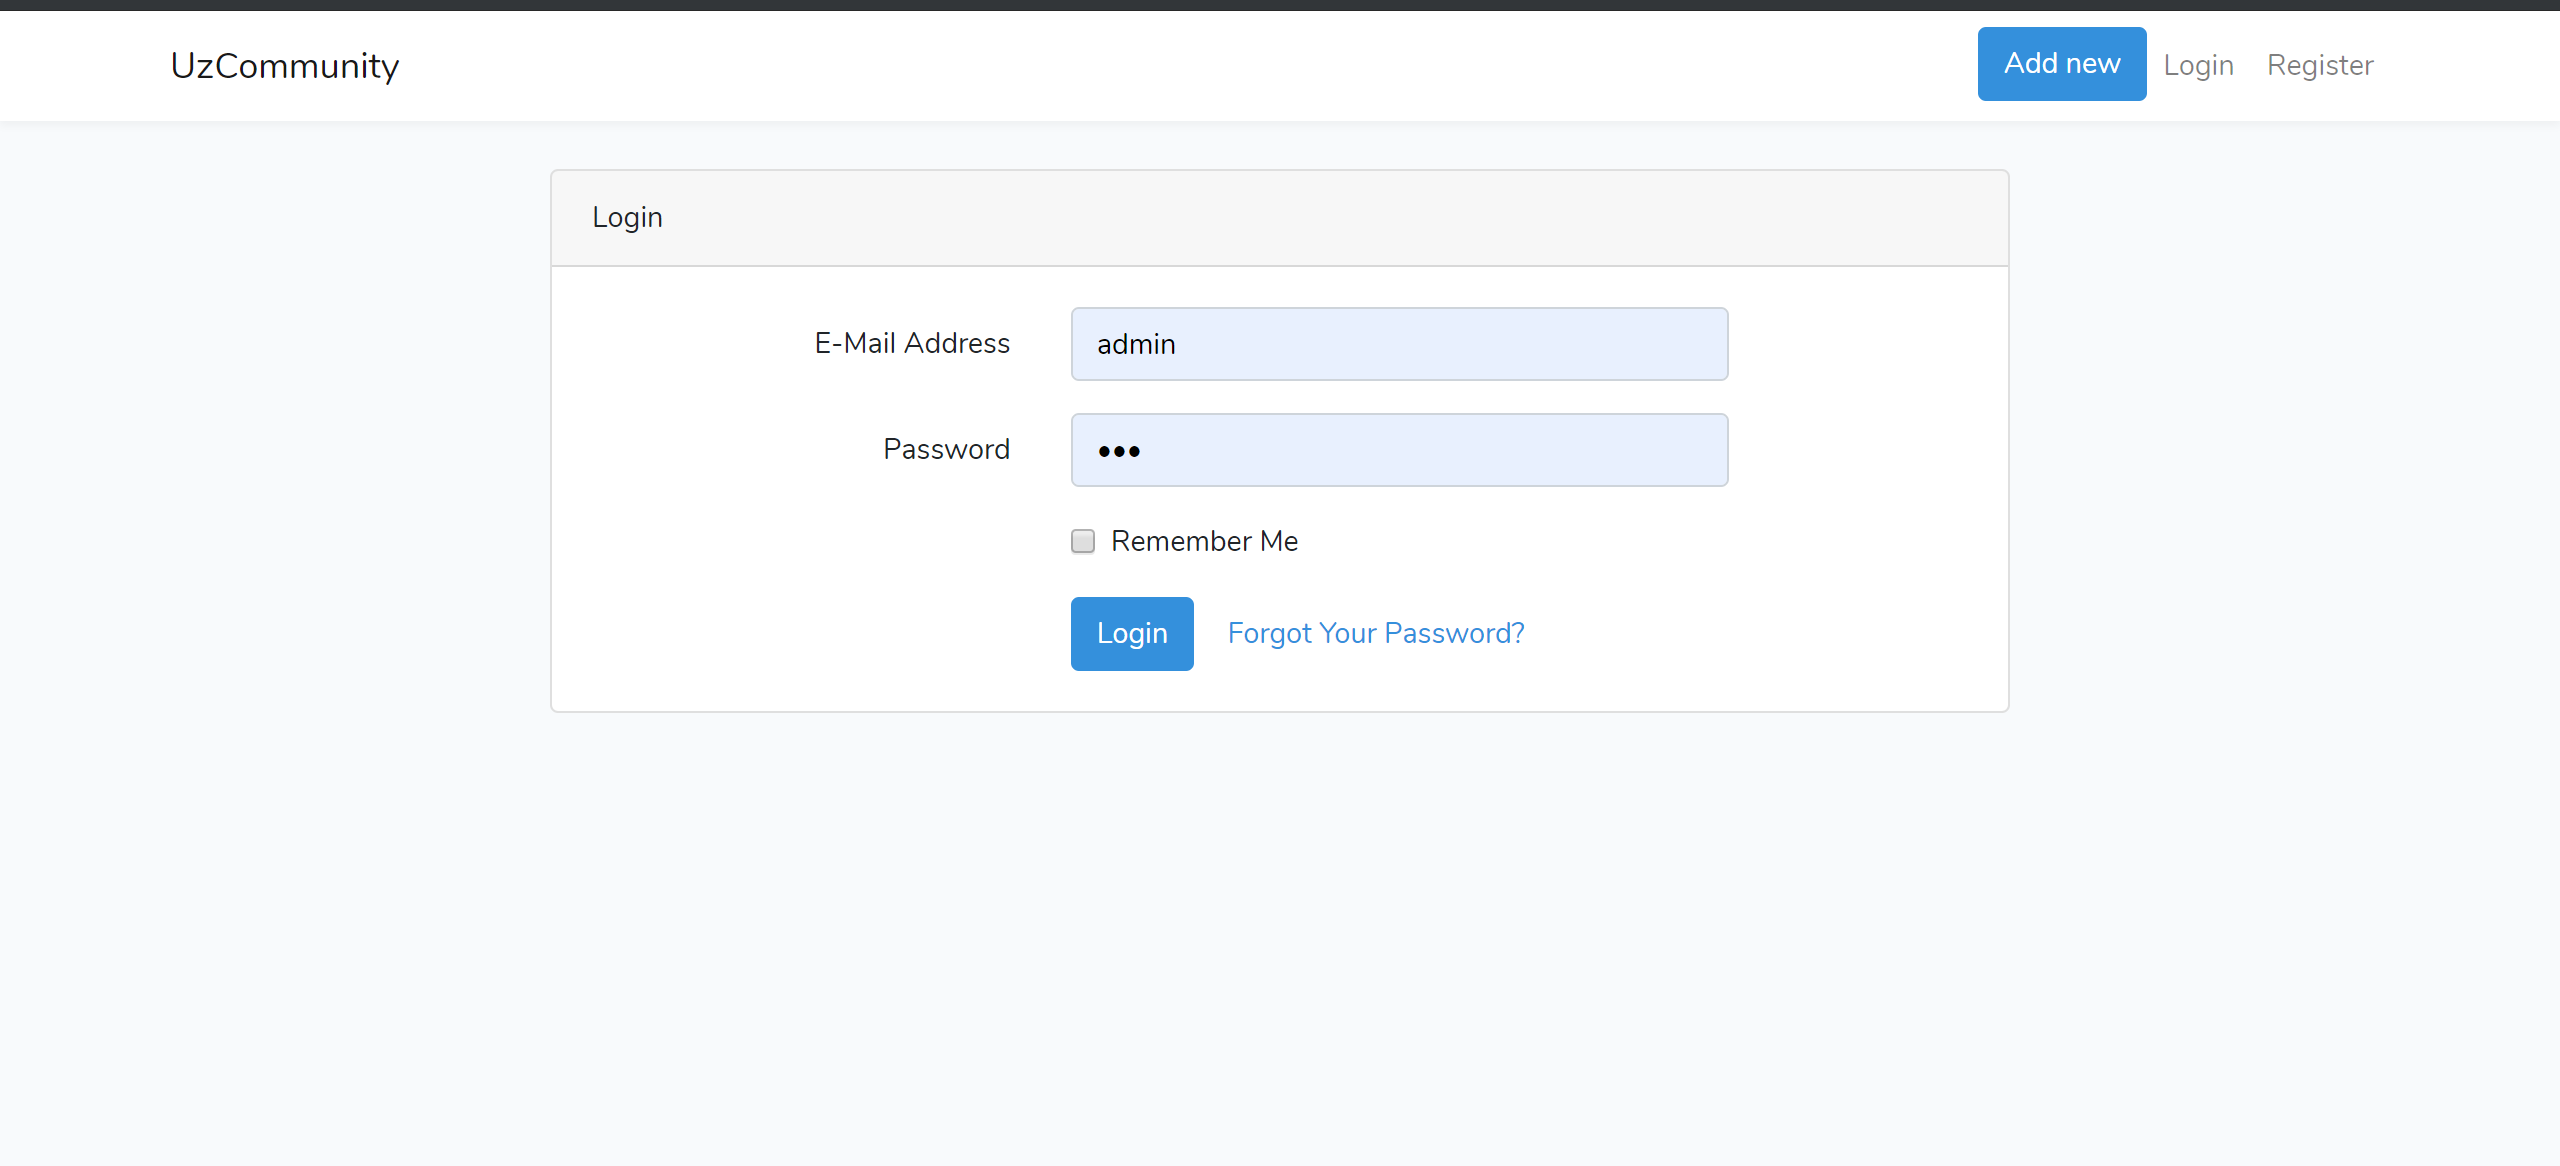 UzCommunity
Add new Login Register
Login
E-Mail Address admin
Password •••
Remember Me
Login Forgot Your Password?